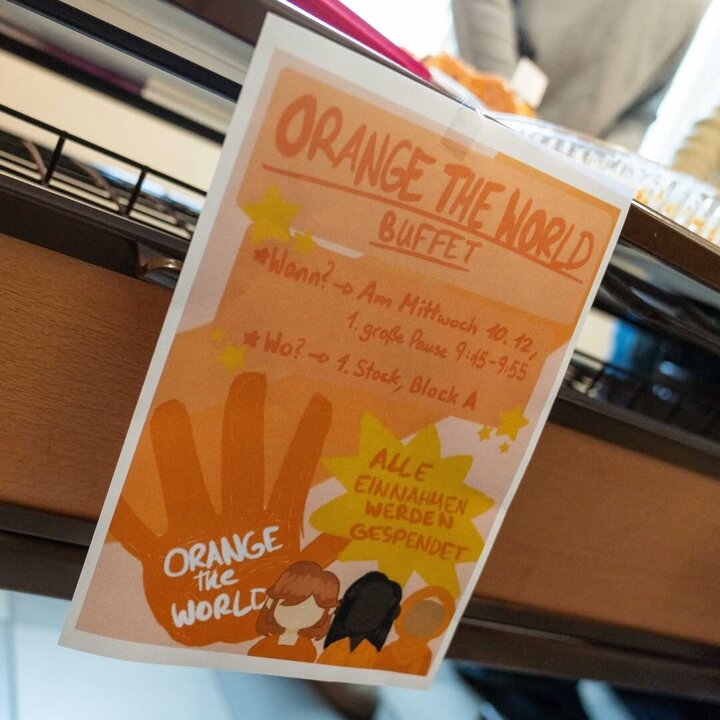 ORANGE THE WORLD
BUFFET
*Wann? → Am Mittwoch 10.12,
1. große Pause 9:45-9:55
*Wo? → 1. Stock, Block A
ALLE
EINNAHMEN
WERDEN
GESPENDET
ORANGE
the
WORLD